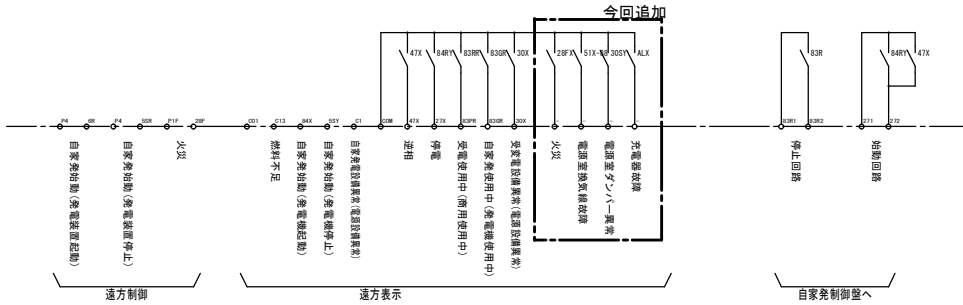 今回追加
47X
84RY
83RR
83GR
30X
28FX
51X-
30SY
ALX
83R
84RY
47X
P4
6R
P4
5SR
P1F
28F
CO1
C13
84X
5SY
C1
COM
47X
27X
83PR
83GR
30X
83R1
83R2
271
272
自家発始動(発電装置起動)
自家発始動(発電装置停止)
火災
燃料不足
自家発始動(発電機起動)
自家発始動(発電機停止)
自家発電設備異常(電源設備異常)
逆相
停電
受電使用中(商用使用中)
自家発使用中(発電機使用中)
受変電設備異常(電源設備異常)
火災
電源室換気線故障
電源室ダンパー異常
充電器故障
停止回路
始動回路
遠方制御
遠方表示
自家発制御盤へ